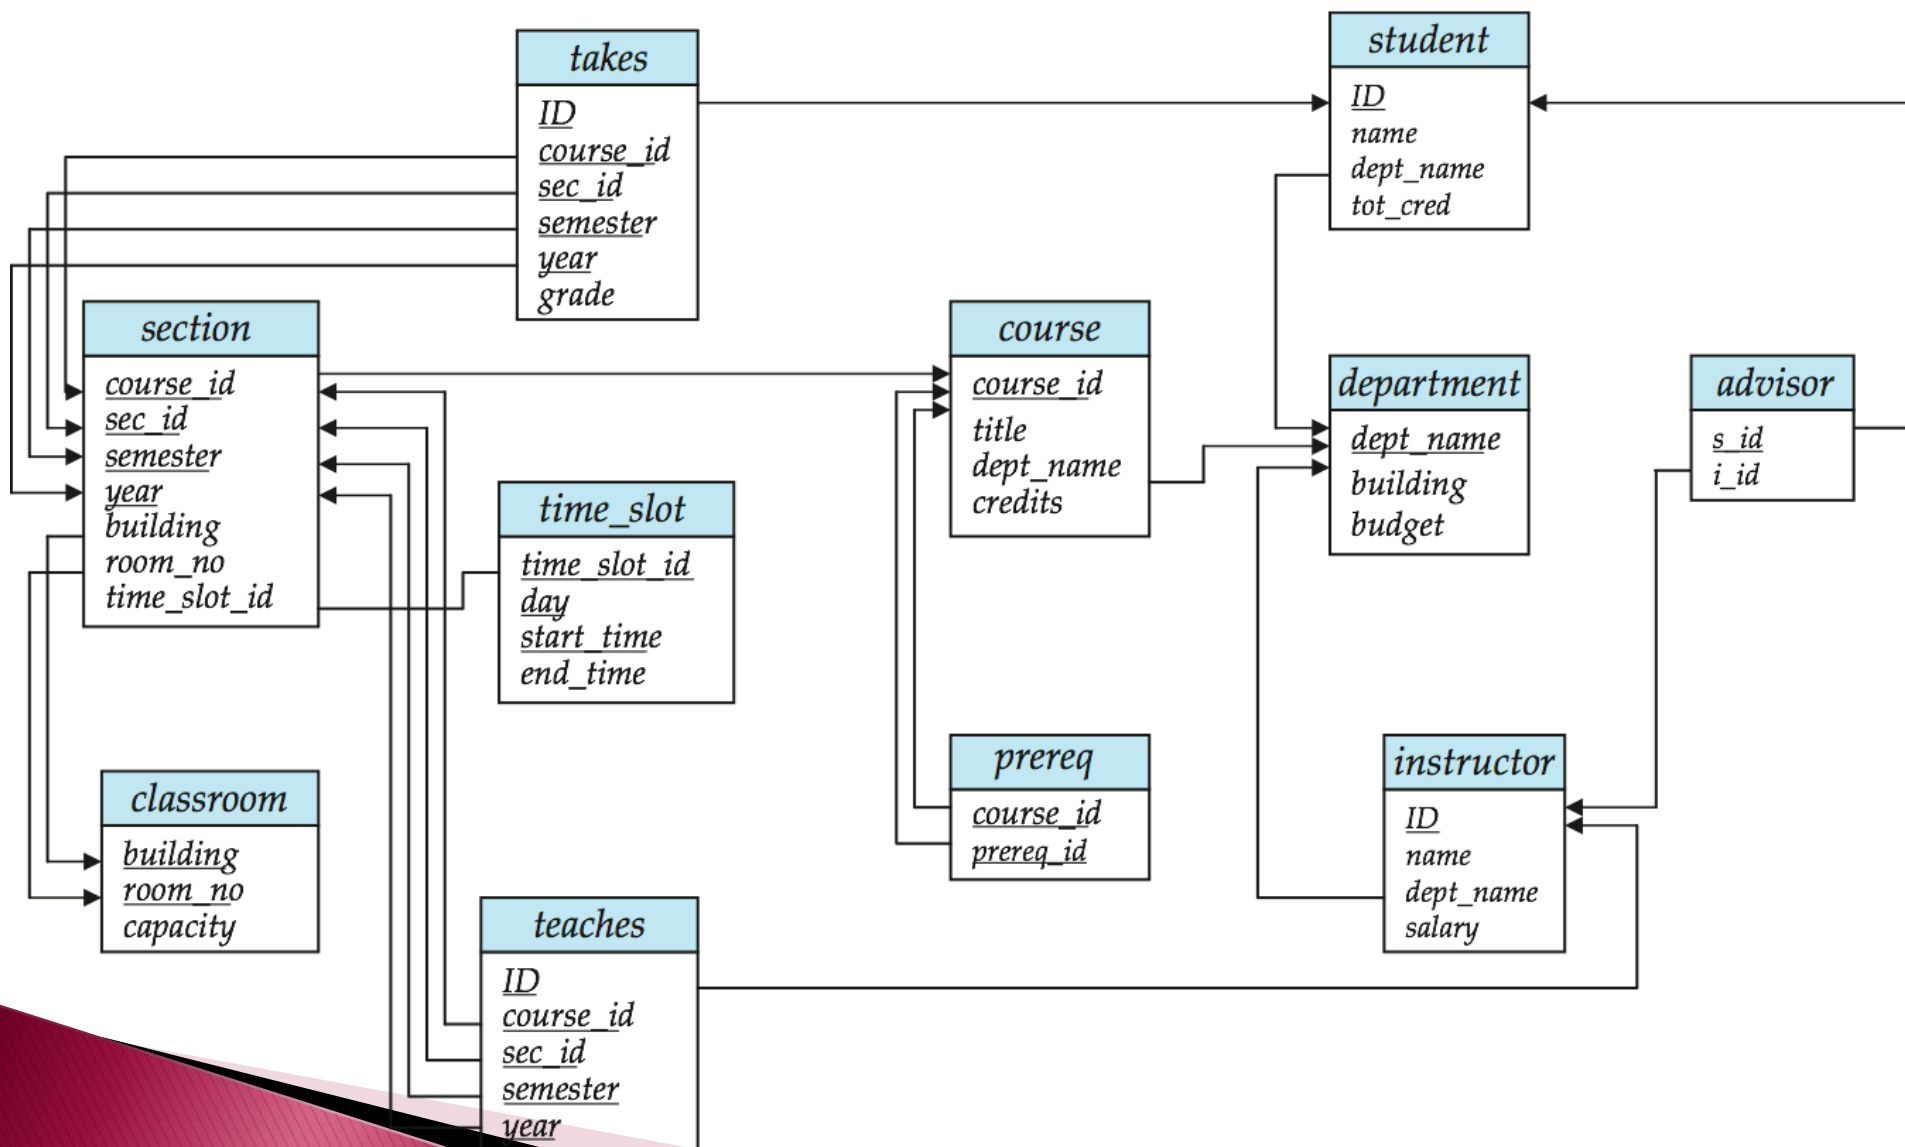 takes
ID
course_id
sec_id
semester
year
grade
student
ID
name
dept_name
tot_cred
section
course_id
sec_id
semester
year
building
room_no
time_slot_id
time_slot
time_slot_id
day
start_time
end_time
course
course_id
title
dept_name
credits
department
dept_name
building
budget
advisor
s_id
i_id
classroom
building
room_no
capacity
prereq
course_id
prereq_id
instructor
ID
name
dept_name
salary
teaches
ID
course_id
sec_id
semester
year